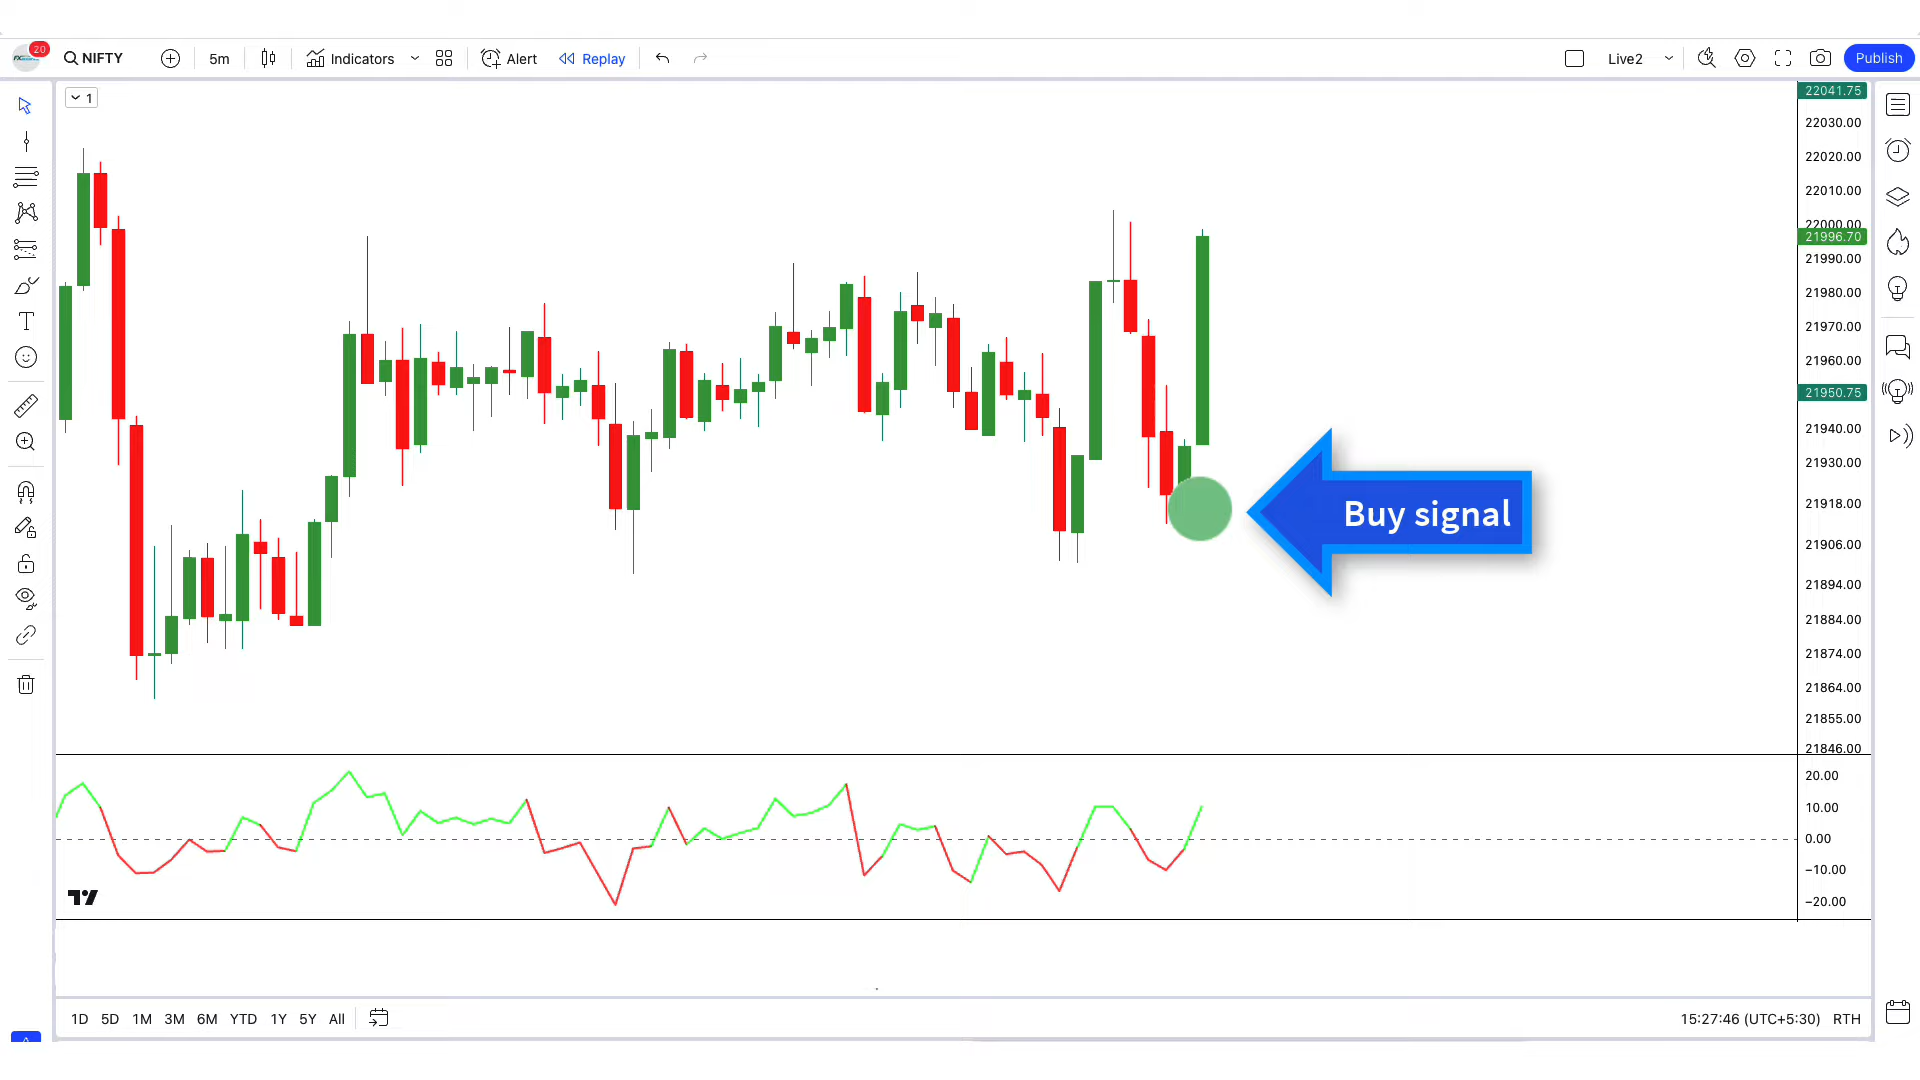 20
NIFTY
5m
Indicators
Alert
Replay
Live2
Publish
1
22041.75
22030.00
22020.00
22010.00
22000.00
21996.70
21990.00
21980.00
21970.00
21960.00
21950.75
21940.00
21930.00
21918.00
21906.00
21894.00
21884.00
21874.00
21864.00
21855.00
21846.00
Buy signal
20.00
10.00
0.00
−10.00
−20.00
1D 5D 1M 3M 6M YTD 1Y 5Y All
15:27:46 (UTC+5:30) RTH